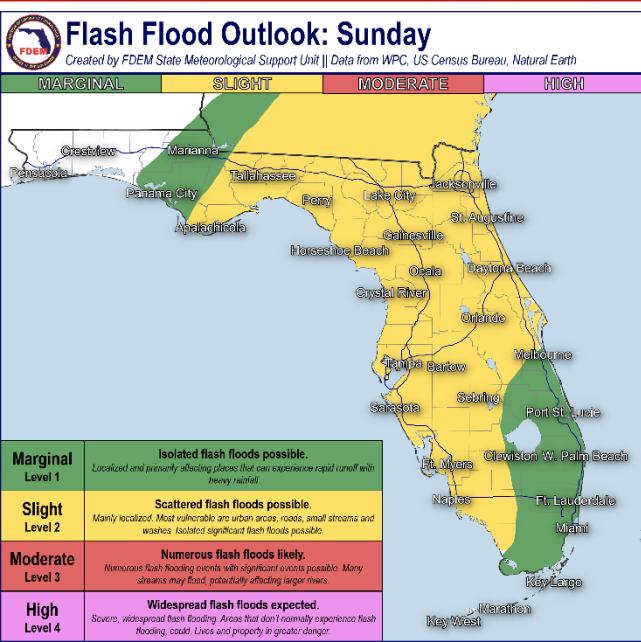 FDEM
Flash Flood Outlook: Sunday
Created by FDEM State Meteorological Support Unit || Data from WPC, US Census Bureau, Natural Earth
MARGINAL SLIGHT MODERATE HIGH
Crestview
Marianna
Pensacola
Tallahassee
Jacksonville
Panama City
Perry
Lake City
St. Augustine
Apalachicola
Gainesville
Horseshoe Beach
Ocala
Daytona Beach
Crystal River
Orlando
Melbourne
Tampa
Bartow
Sebring
Sarasota
Port St. Lucie
Clewiston
W. Palm Beach
Ft. Myers
Naples
Ft. Lauderdale
Miami
Key Largo
Marathon
Key West
Marginal
Level 1
Isolated flash floods possible.
Localized and primarily affecting places that can experience rapid runoff with
heavy rainfall
Slight
Level 2
Scattered flash floods possible.
Mainly localized. Most vulnerable are urban areas, roads, small streams and
washes. Isolated significant flash floods possible.
Moderate
Level 3
Numerous flash floods likely.
Numerous flash flooding events with significant events possible. Many
streams may flood, potentially affecting larger rivers.
High
Level 4
Widespread flash floods expected.
Severe, widespread flash flooding. Areas that don't normally experience flash
flooding, could. Lives and property in greater danger.